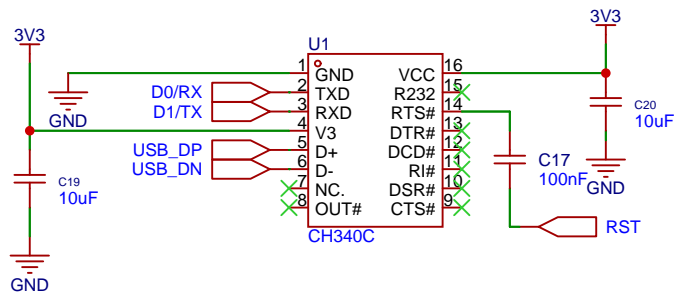 3V3
3V3
U1
1 GND VCC 16
D0/RX 2 TXD R232 15
D1/TX 3 RXD RTS# 14
4 V3 DTR# 13
USB_DP 5 D+ DCD# 12
USB_DN 6 D- RI# 11
7 NC. DSR# 10
8 OUT# CTS# 9
CH340C
GND
C19
10uF
GND
C20
10uF
GND
C17
100nF
RST